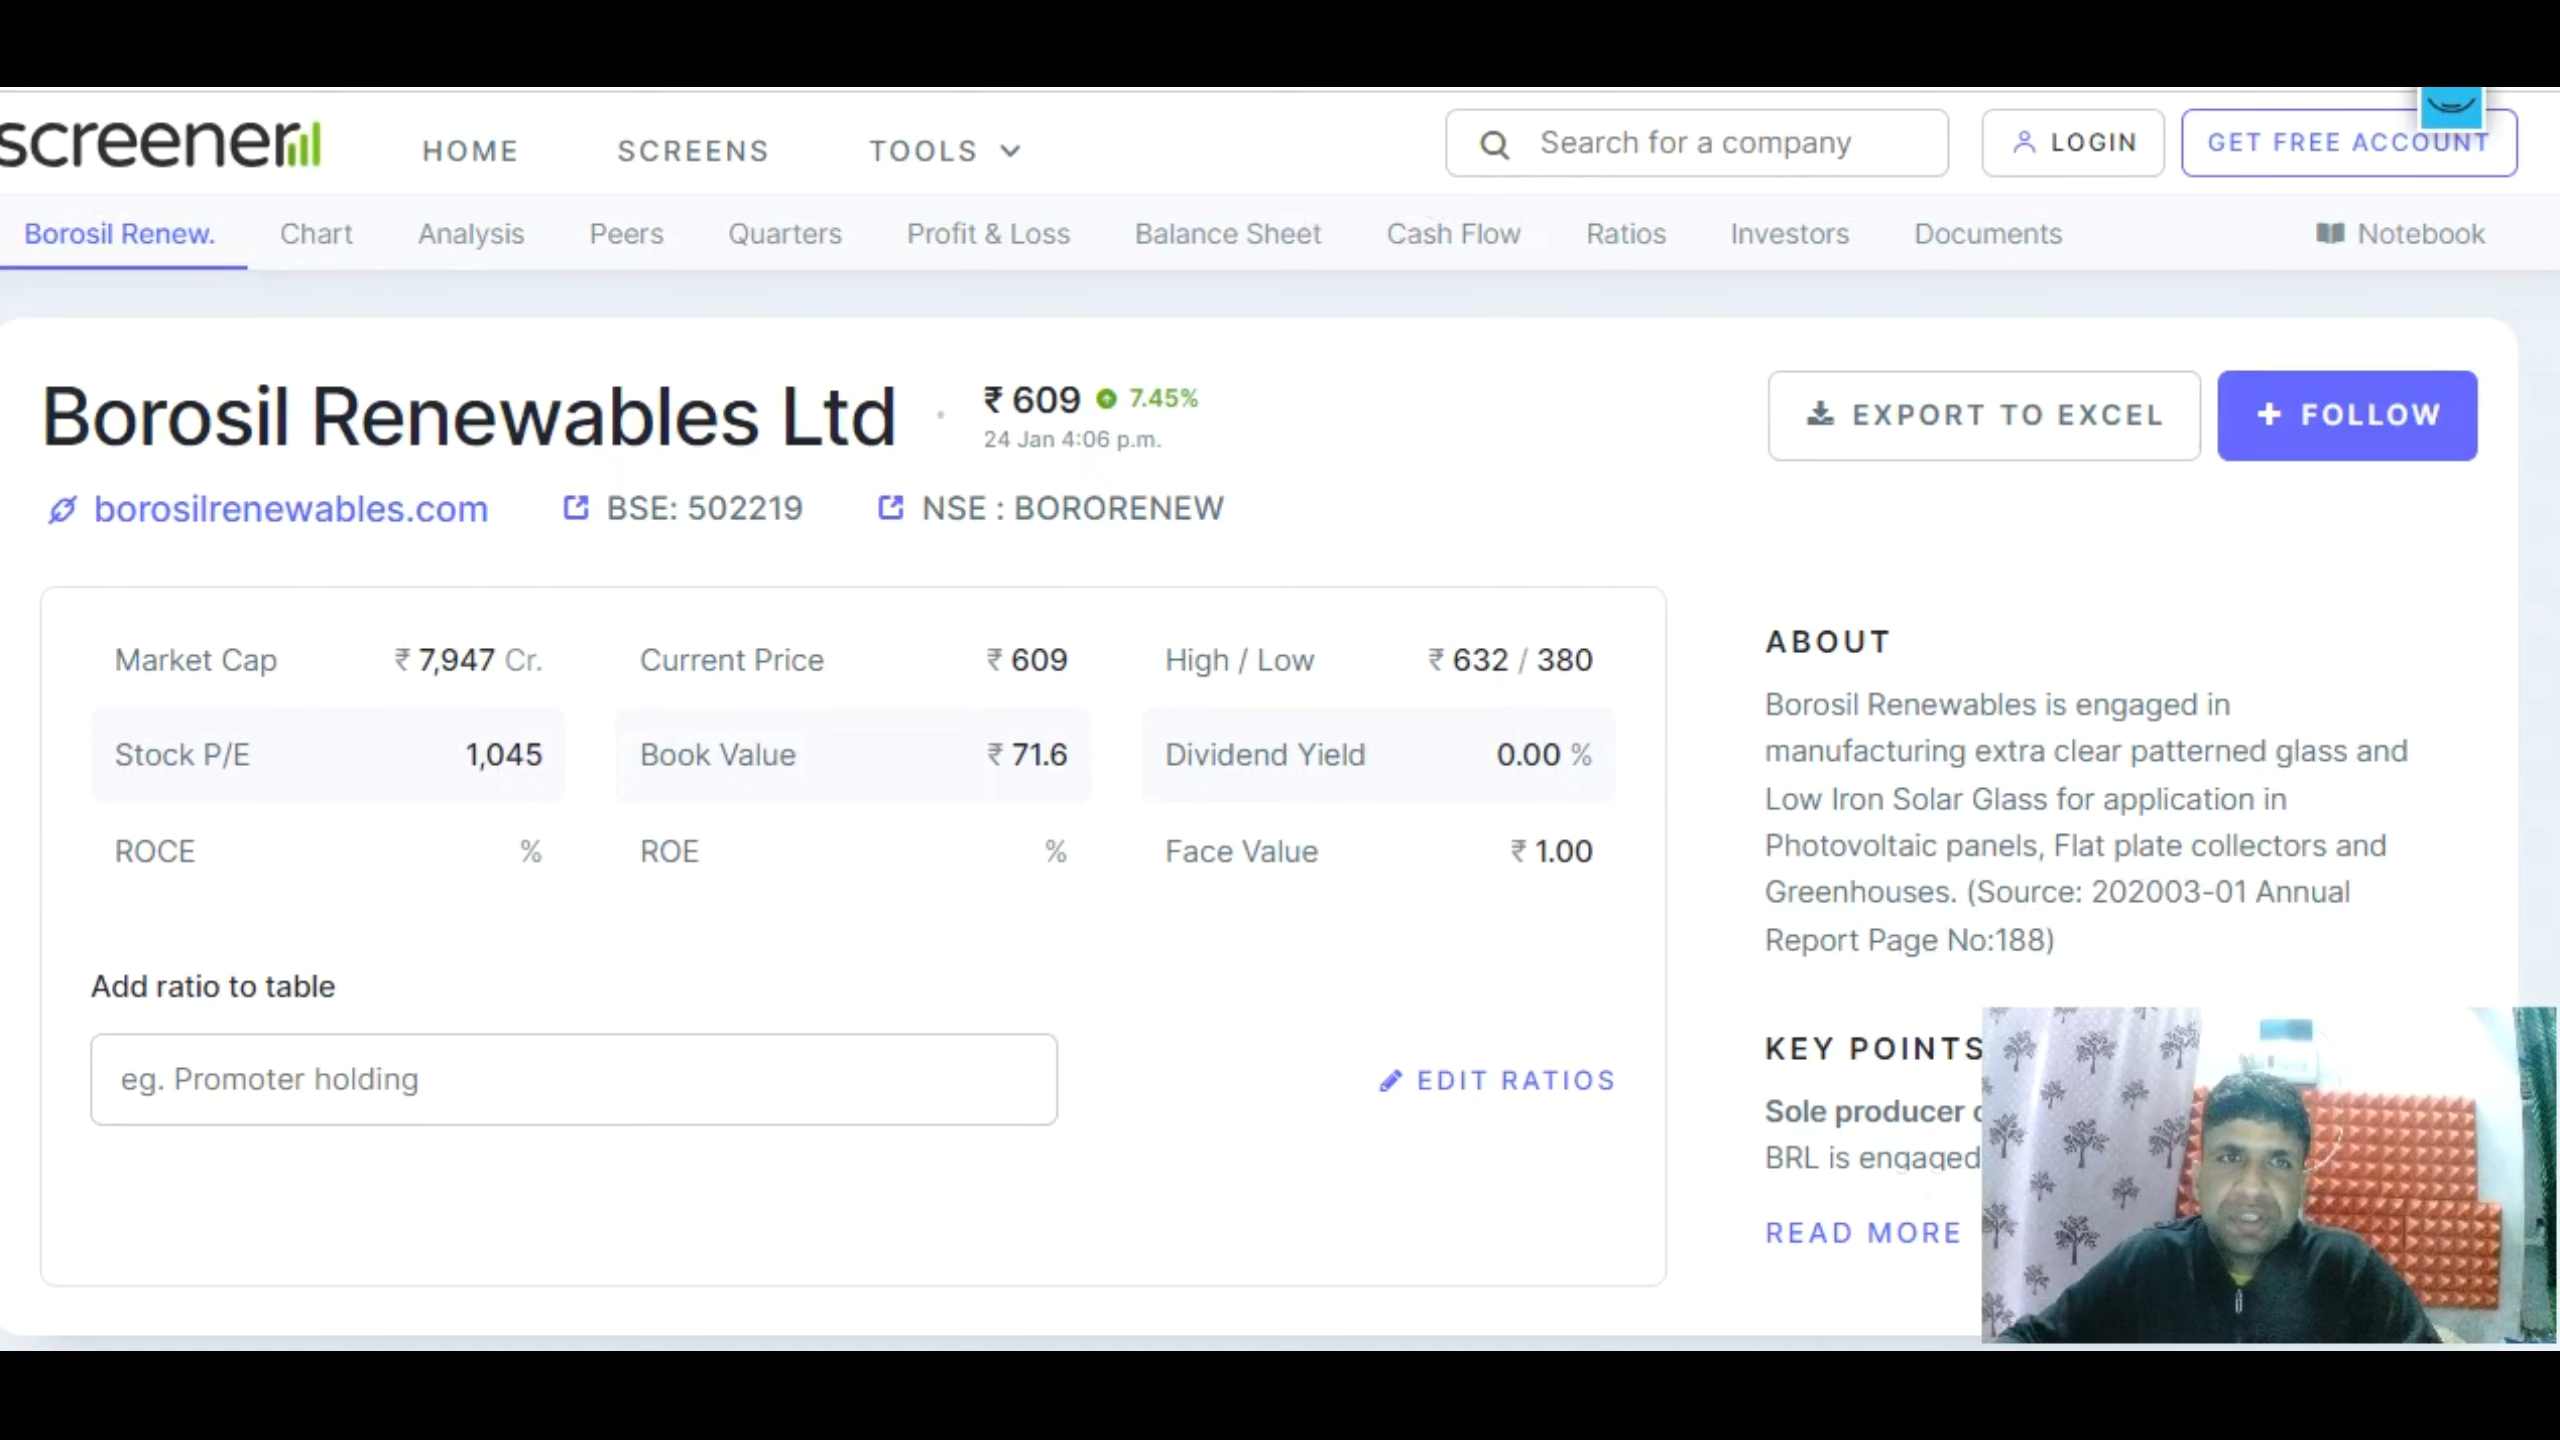 screener
HOME SCREENS TOOLS Search for a company LOGIN GET FREE ACCOUNT
Borosil Renew. Chart Analysis Peers Quarters Profit & Loss Balance Sheet Cash Flow Ratios Investors Documents Notebook
Borosil Renewables Ltd ₹ 609 7.45%
24 Jan 4:06 p.m.
EXPORT TO EXCEL + FOLLOW
borosilrenewables.com BSE: 502219 NSE : BORORENEW
Market Cap ₹ 7,947 Cr. Current Price ₹ 609 High / Low ₹ 632 / 380
Stock P/E 1,045 Book Value ₹ 71.6 Dividend Yield 0.00 %
ROCE % ROE % Face Value ₹ 1.00
Add ratio to table
eg. Promoter holding
EDIT RATIOS
ABOUT
Borosil Renewables is engaged in
manufacturing extra clear patterned glass and
Low Iron Solar Glass for application in
Photovoltaic panels, Flat plate collectors and
Greenhouses. (Source: 202003-01 Annual
Report Page No:188)
KEY POINTS
Sole producer
BRL is engaged
READ MORE